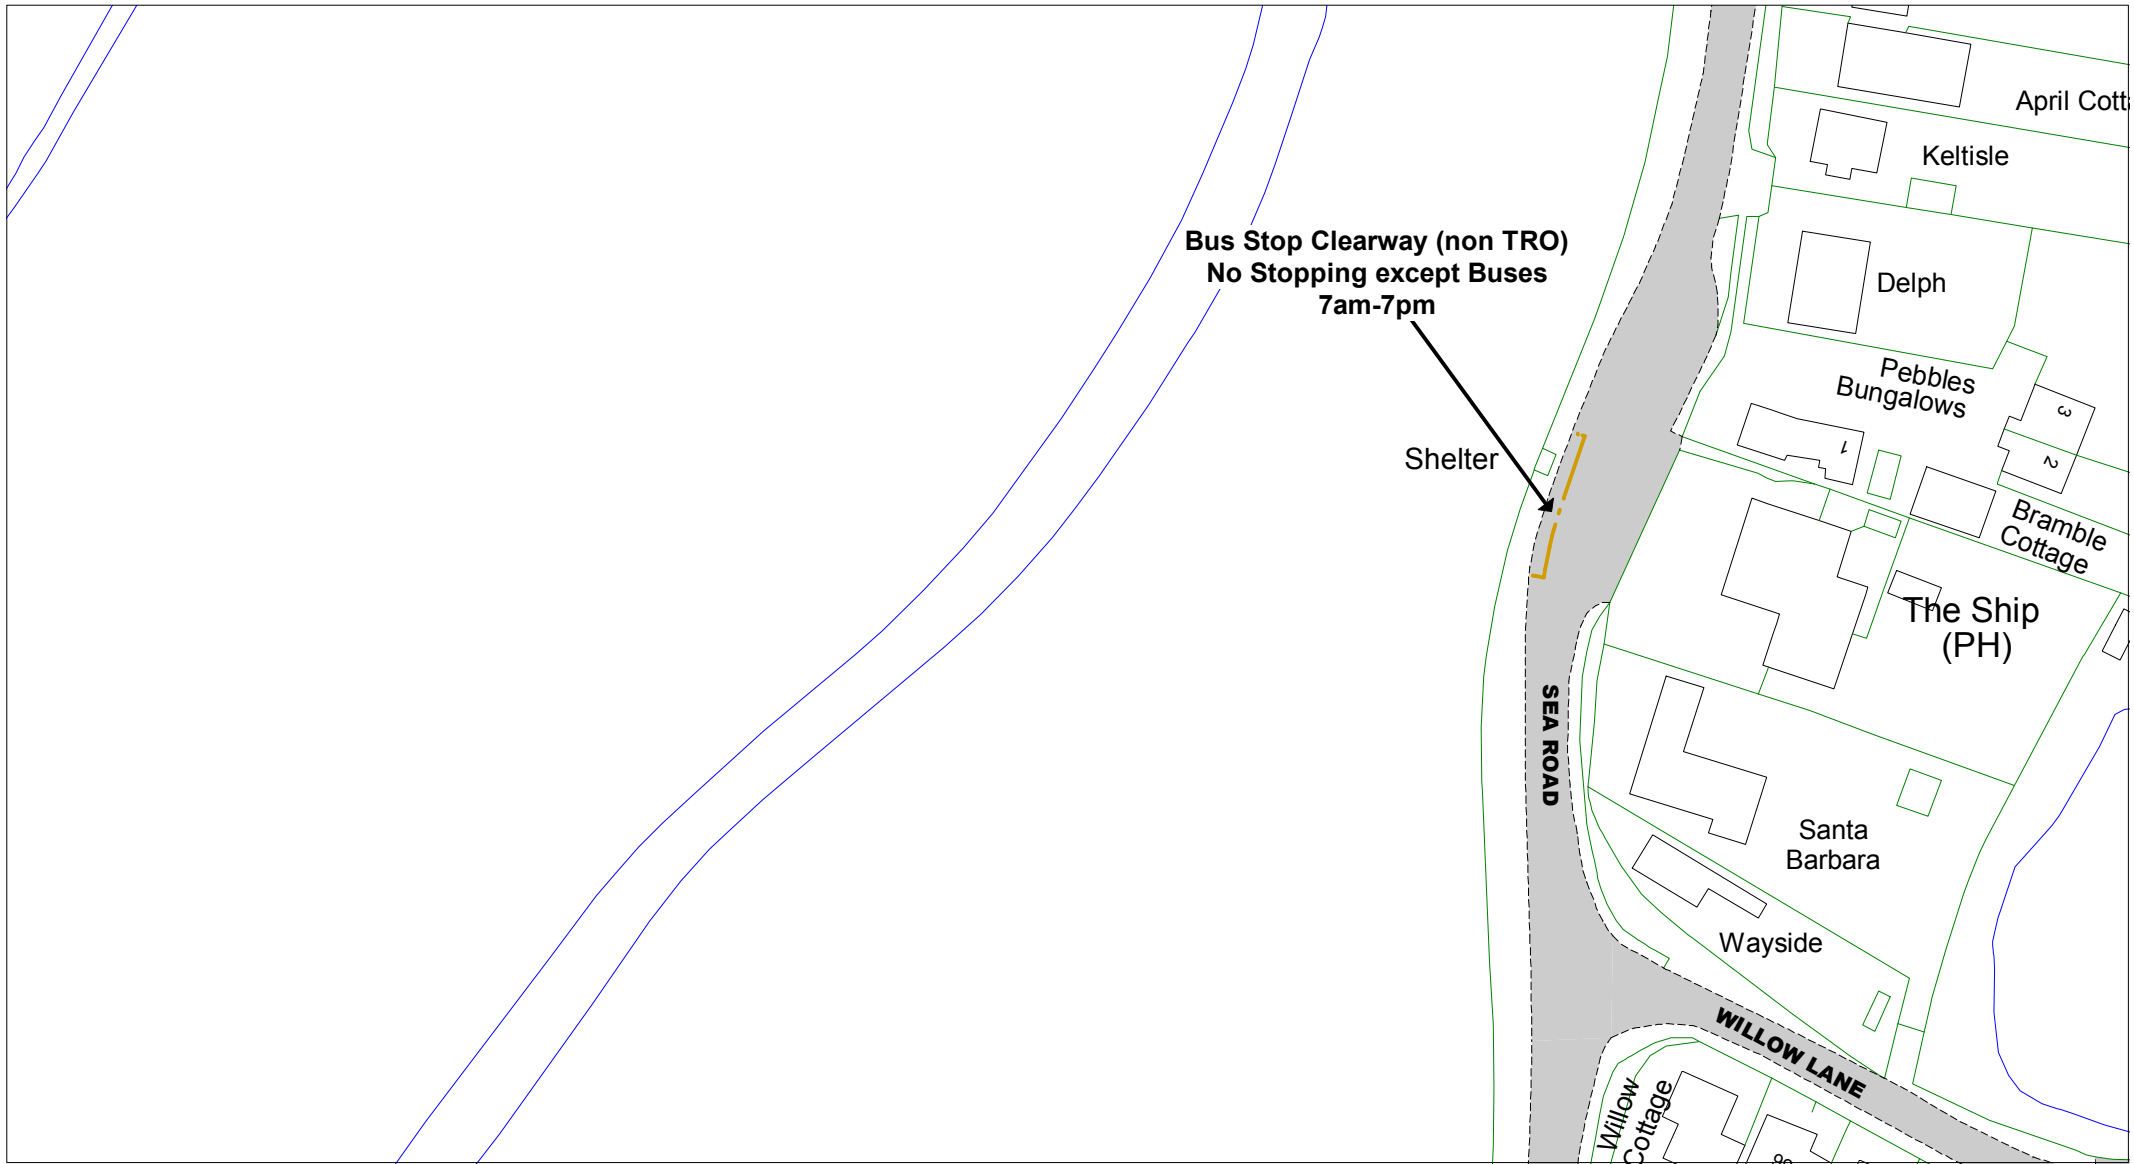 April Cott
Keltisle
Bus Stop Clearway (non TRO)
No Stopping except Buses
7am-7pm
Delph
Pebbles
Bungalows
3
1
2
Shelter
Bramble
Cottage
The Ship
(PH)
SEA ROAD
Santa
Barbara
Wayside
WILLOW LANE
Willow
Cottage